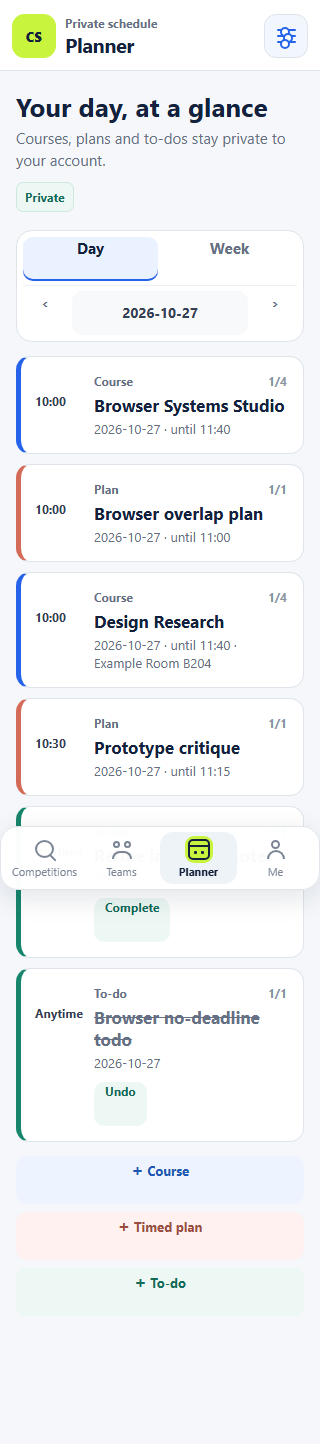 CS
Private schedule
Planner
Your day, at a glance
Courses, plans and to-dos stay private to
your account.
Private
Day
Week
‹
2026-10-27
›
Course
1/4
10:00
Browser Systems Studio
2026-10-27 · until 11:40
Plan
1/1
10:00
Browser overlap plan
2026-10-27 · until 11:00
Course
1/4
10:00
Design Research
2026-10-27 · until 11:40 ·
Example Room B204
Plan
1/1
10:30
Prototype critique
2026-10-27 · until 11:15
Competitions
Teams
Planner
Me
Complete
To-do
1/1
Anytime
Browser no-deadline
todo
2026-10-27
Undo
+ Course
+ Timed plan
+ To-do